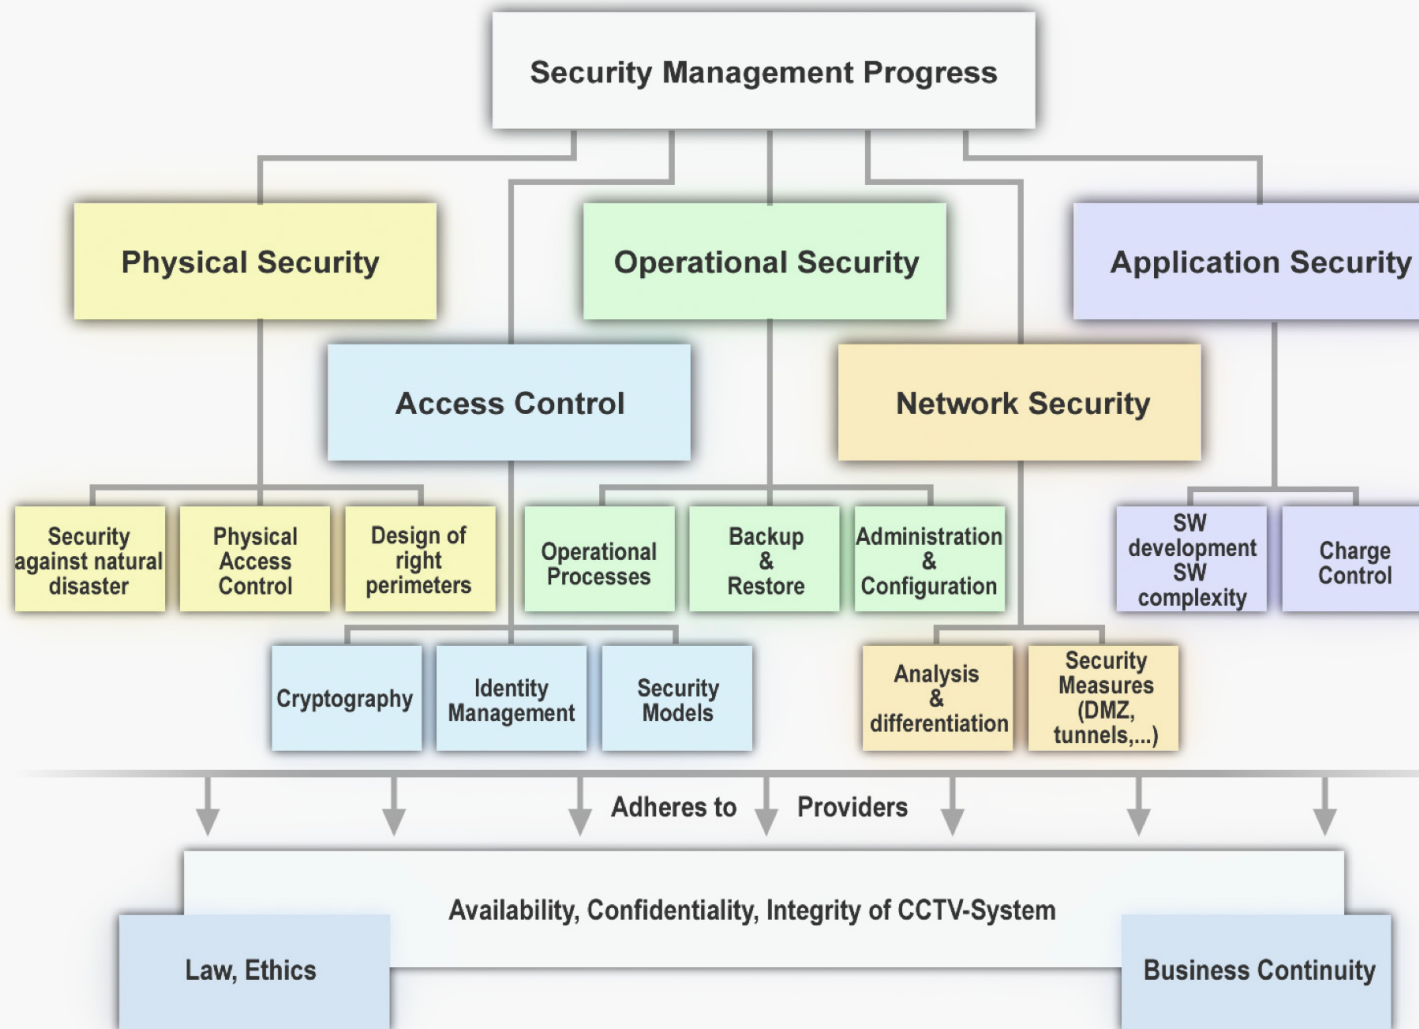 Security Management Progress
Physical Security
Operational Security
Application Security
Access Control
Network Security
Security
against natural
disaster
Physical
Access
Control
Design of
right
perimeters
Operational
Processes
Backup
&
Restore
Administration
&
Configuration
SW
development
SW
complexity
Charge
Control
Cryptography
Identity
Management
Security
Models
Analysis
&
differentiation
Security
Measures
(DMZ,
tunnels,...)
Adheres to Providers
Availability, Confidentiality, Integrity of CCTV-System
Law, Ethics
Business Continuity